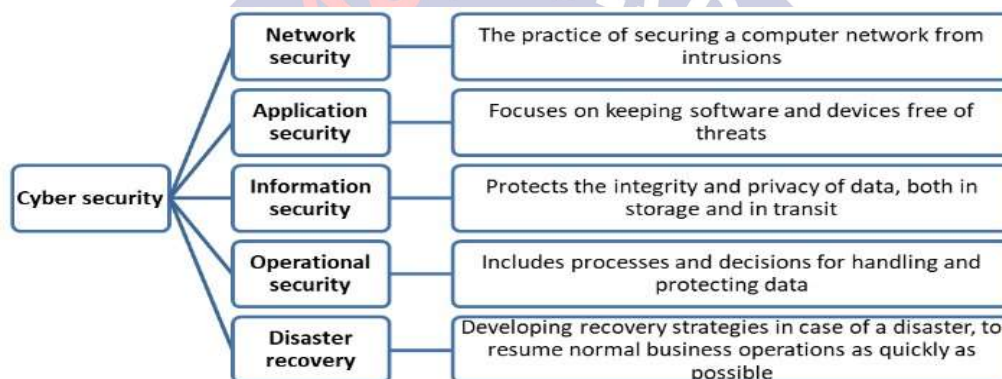 Network
security
The practice of securing a computer network from
intrusions
Application
security
Focuses on keeping software and devices free of
threats
Cyber security
Information
security
Protects the integrity and privacy of data, both in
storage and in transit
Operational
security
Includes processes and decisions for handling and
protecting data
Disaster
recovery
Developing recovery strategies in case of a disaster, to
resume normal business operations as quickly as
possible